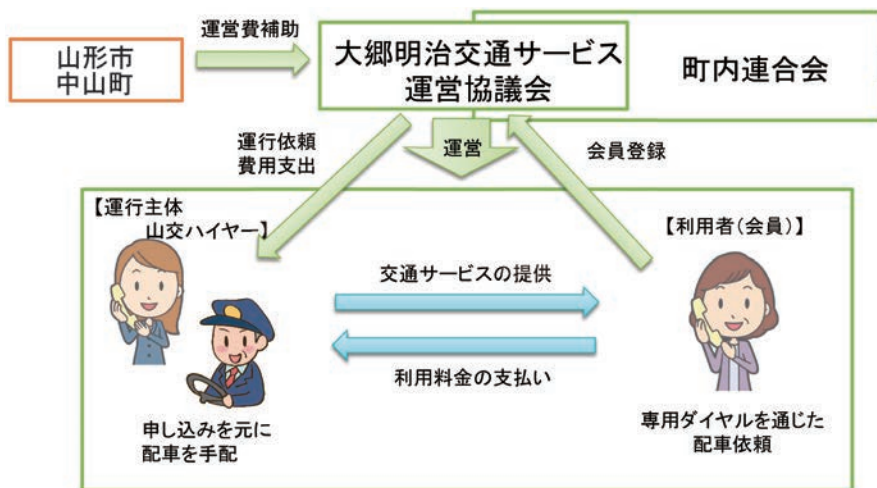 山形市
中山町
運営費補助
大郷明治交通サービス
運営協議会
町内連合会
運行依頼
費用支出
運営
会員登録
【運行主体
山交ハイヤー】
【利用者(会員)】
交通サービスの提供
利用料金の支払い
申し込みを元に
配車を手配
専用ダイヤルを通じた
配車依頼